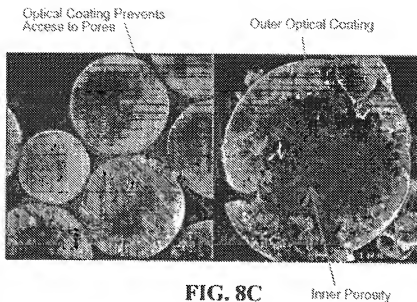 Optical Coating Prevents
Access to Pores
Outer Optical Coating
Inner Porosity
FIG. 8C